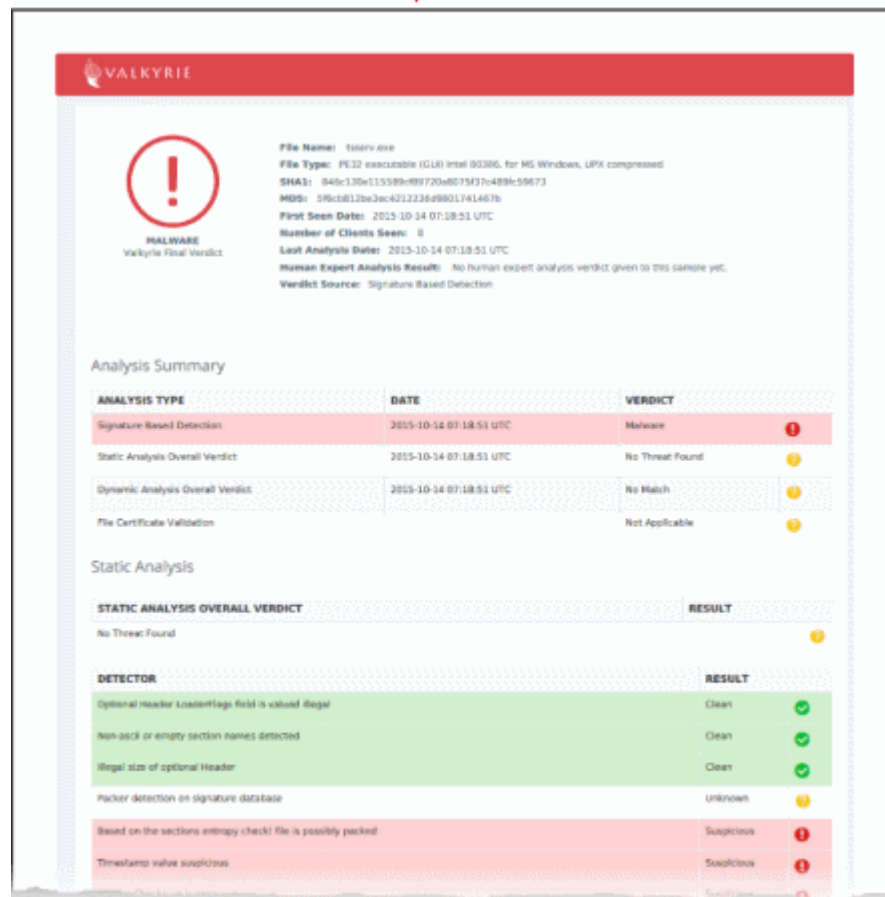 VALKYRIE
MALWARE
Valkyrie Final Verdict
File Name: tsserv.exe
File Type: PE32 executable (GUI) Intel 80386, for MS Windows, UPX compressed
SHA1:
MD5:
First Seen Date: 2015-10-14 07:18:51 UTC
Number of Clients Seen:
Last Analysis Date: 2015-10-14 07:18:51 UTC
Human Expert Analysis Result: No human expert analysis verdict given to this sample yet.
Verdict Source: Signature Based Detection
Analysis Summary
ANALYSIS TYPE DATE VERDICT
Signature Based Detection 2015-10-14 07:18:51 UTC Malware
Static Analysis Overall Verdict 2015-10-14 07:18:51 UTC No Threat Found
Dynamic Analysis Overall Verdict 2015-10-14 07:18:51 UTC No Match
File Certificate Validation Not Applicable
Static Analysis
STATIC ANALYSIS OVERALL VERDICT RESULT
No Threat Found
DETECTOR RESULT
Optional Header LoaderFlags field is valued illegal Clean
Non-ascii or empty section names detected Clean
Illegal size of optional Header Clean
Packer detection on signature database Unknown
Based on the sections entropy check! file is possibly packed Suspicious
Timestamp value suspicious Suspicious